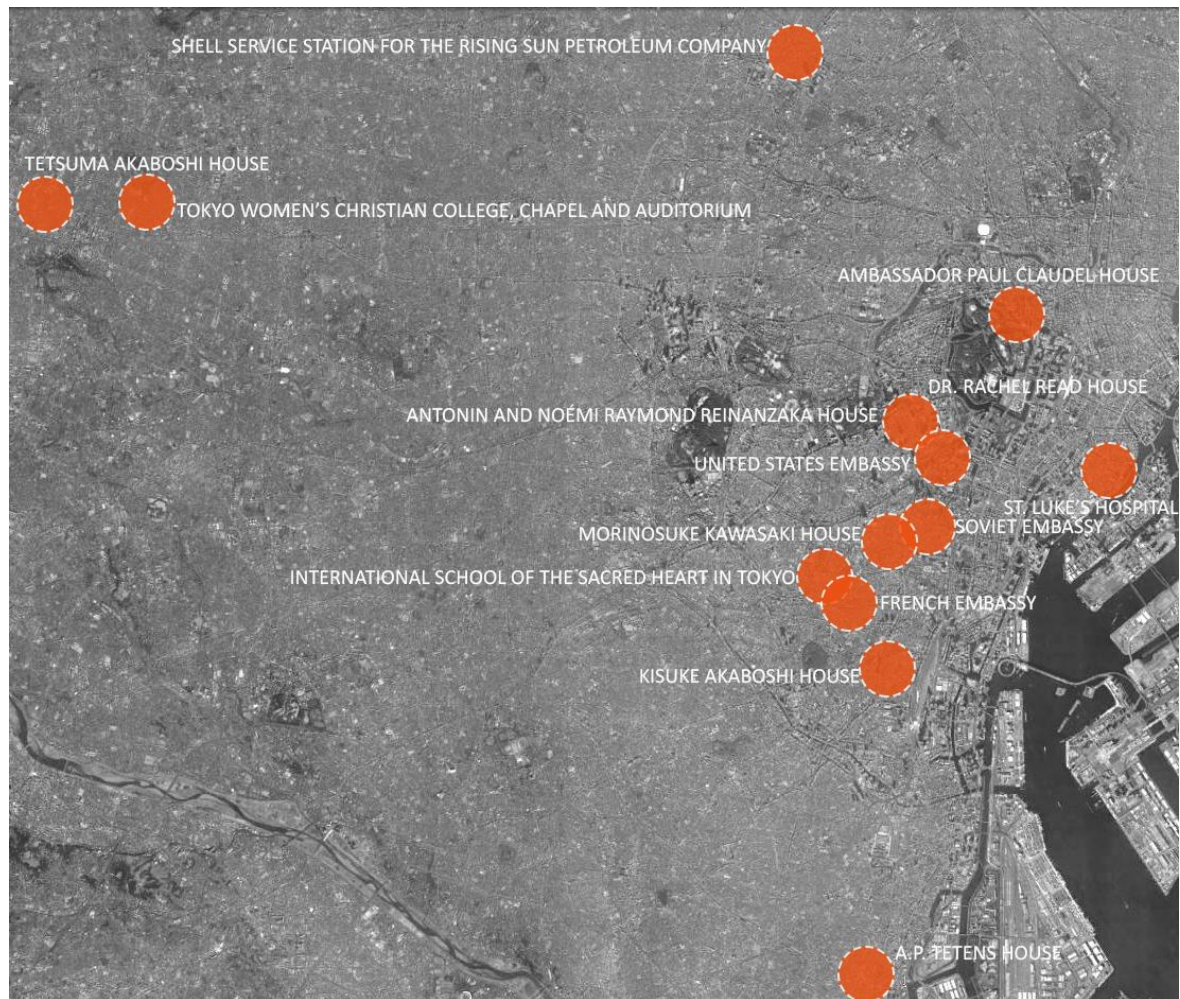 SHELL SERVICE STATION FOR THE RISING SUN PETROLEUM COMPANY
TETSUMA AKABOSHI HOUSE
TOKYO WOMEN'S CHRISTIAN COLLEGE, CHAPEL AND AUDITORIUM
AMBASSADOR PAUL CLAUDEL HOUSE
DR. RACHEL READ HOUSE
ANTONIN AND NOÉMI RAYMOND REINANZAKA HOUSE
UNITED STATES EMBASSY
ST. LUKE'S HOSPITAL
SOVIET EMBASSY
MORINOSUKE KAWASAKI HOUSE
INTERNATIONAL SCHOOL OF THE SACRED HEART IN TOKYO
FRENCH EMBASSY
KISUKE AKABOSHI HOUSE
A.P. TETENS HOUSE